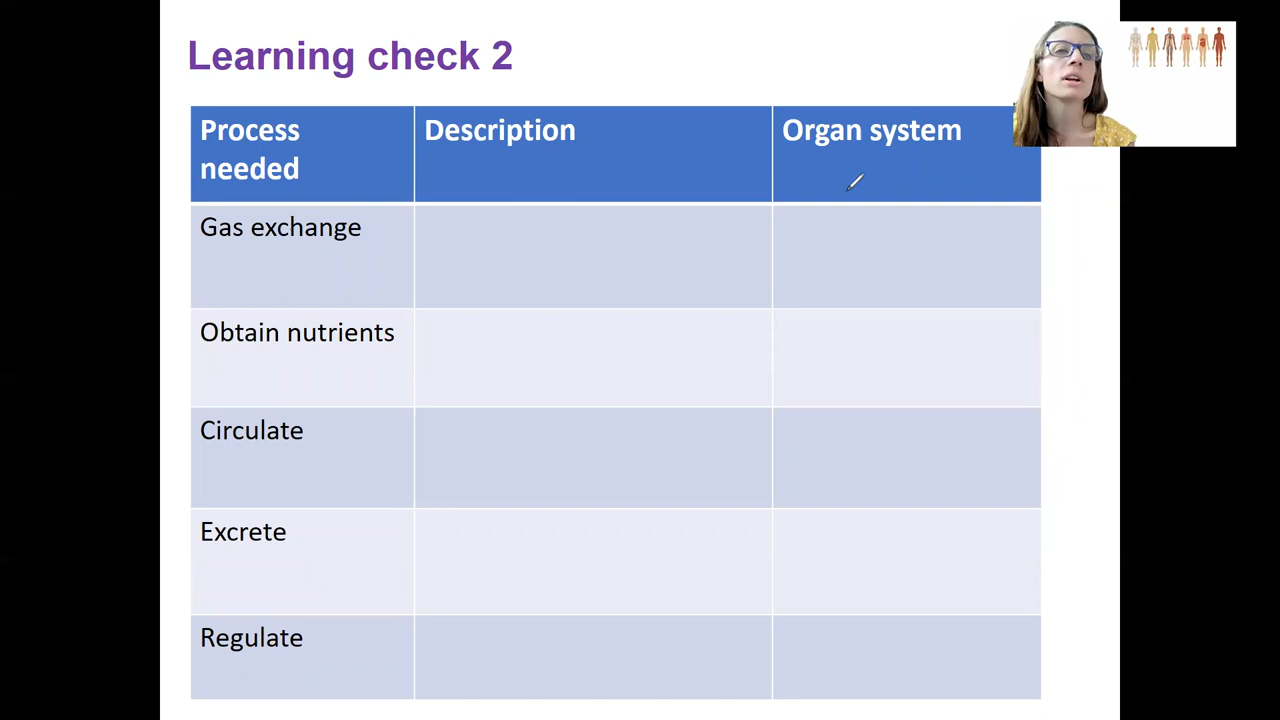 Learning check 2
Process needed
Description
Organ system
Gas exchange
Obtain nutrients
Circulate
Excrete
Regulate